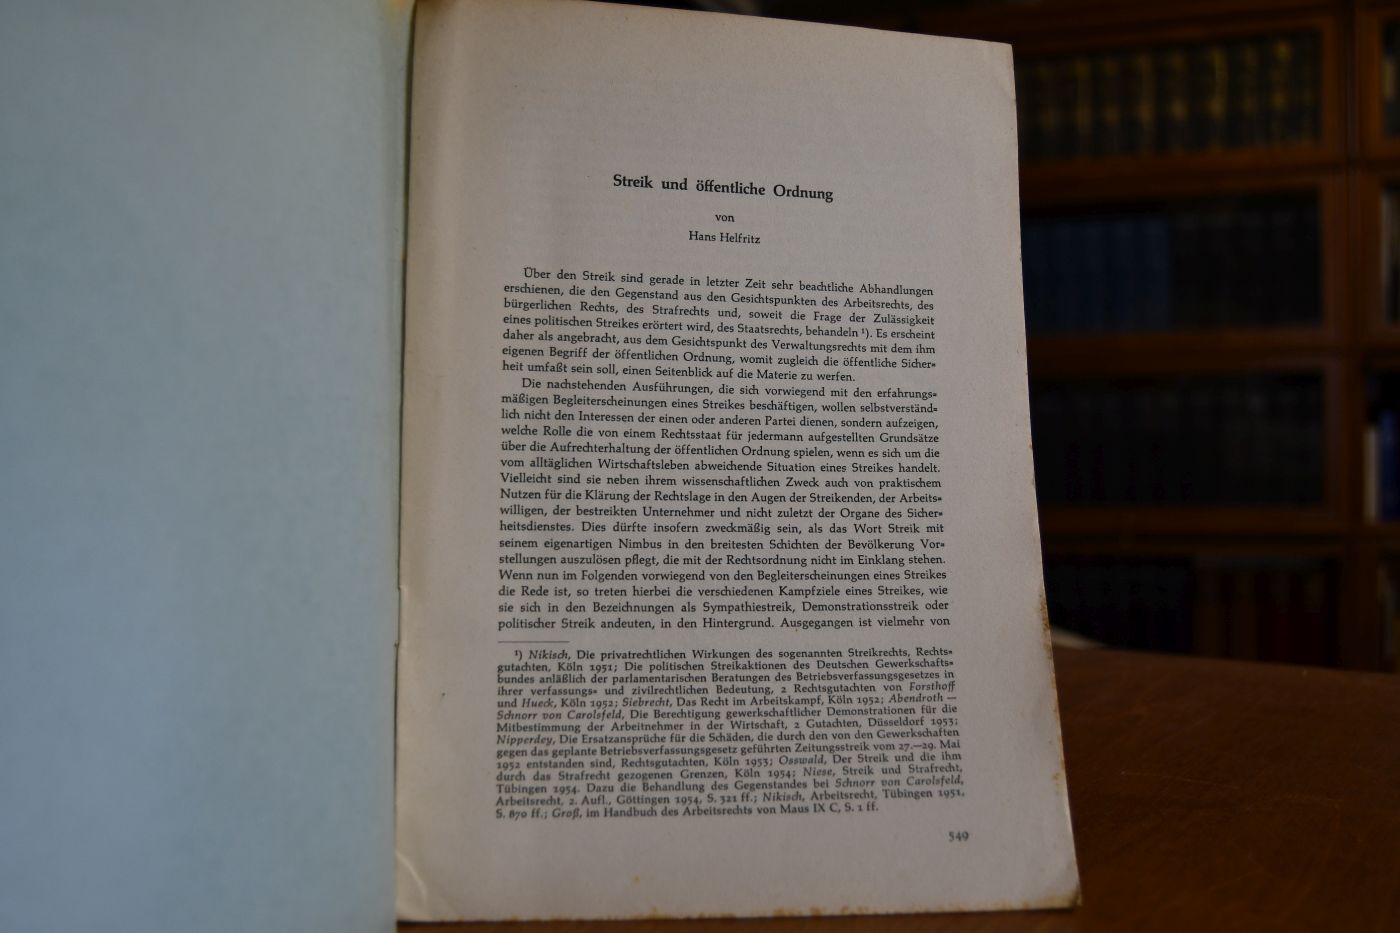 Streik und öffentliche Ordnung
von
Hans Helfritz
Über den Streik sind gerade in letzter Zeit sehr beachtliche Abhandlungen
erschienen, die den Gegenstand aus den Gesichtspunkten des Arbeitsrechts, des
bürgerlichen Rechts, des Strafrechts und, soweit die Frage der Zulässigkeit
eines politischen Streikes erörtert wird, des Staatsrechts, behandeln ¹). Es erscheint
daher als angebracht, aus dem Gesichtspunkt des Verwaltungsrechts mit dem ihm
eigenen Begriff der öffentlichen Ordnung, womit zugleich die öffentliche Sicher=
heit umfaßt sein soll, einen Seitenblick auf die Materie zu werfen.
Die nachstehenden Ausführungen, die sich vorwiegend mit den erfahrungs=
mäßigen Begleiterscheinungen eines Streikes beschäftigen, wollen selbstverständ=
lich nicht den Interessen der einen oder anderen Partei dienen, sondern aufzeigen,
welche Rolle die von einem Rechtsstaat für jedermann aufgestellten Grundsätze
über die Aufrechterhaltung der öffentlichen Ordnung spielen, wenn es sich um die
vom alltäglichen Wirtschaftsleben abweichende Situation eines Streikes handelt.
Vielleicht sind sie neben ihrem wissenschaftlichen Zweck auch von praktischem
Nutzen für die Klärung der Rechtslage in den Augen der Streikenden, der Arbeits=
willigen, der bestreikten Unternehmer und nicht zuletzt der Organe des Sicher=
heitsdienstes. Dies dürfte insofern zweckmäßig sein, als das Wort Streik mit
seinem eigenartigen Nimbus in den breitesten Schichten der Bevölkerung Vor=
stellungen auszulösen pflegt, die mit der Rechtsordnung nicht im Einklang stehen.
Wenn nun im Folgenden vorwiegend von den Begleiterscheinungen eines Streikes
die Rede ist, so treten hierbei die verschiedenen Kampfziele eines Streikes, wie
sie sich in den Bezeichnungen als Sympathiestreik, Demonstrationsstreik oder
politischer Streik andeuten, in den Hintergrund. Ausgegangen ist vielmehr von
¹) Nikisch, Die privatrechtlichen Wirkungen des sogenannten Streikrechts, Rechts=
gutachten, Köln 1951; Die politischen Streikaktionen des Deutschen Gewerkschafts=
bundes anläßlich der parlamentarischen Beratungen des Betriebsverfassungsgesetzes in
ihrer verfassungs= und zivilrechtlichen Bedeutung, 2 Rechtsgutachten von Forsthoff
und Hueck, Köln 1952; Siebrecht, Das Recht im Arbeitskampf, Köln 1952; Abendroth —
Schnorr von Carolsfeld, Die Berechtigung gewerkschaftlicher Demonstrationen für die
Mitbestimmung der Arbeitnehmer in der Wirtschaft, 2 Gutachten, Düsseldorf 1953;
Nipperdey, Die Ersatzansprüche für die Schäden, die durch den von den Gewerkschaften
gegen das geplante Betriebsverfassungsgesetz geführten Zeitungsstreik vom 27.—29. Mai
1952 entstanden sind, Rechtsgutachten, Köln 1953; Osswald, Der Streik und die ihm
durch das Strafrecht gezogenen Grenzen, Köln 1954; Niese, Streik und Strafrecht,
Tübingen 1954. Dazu die Behandlung des Gegenstandes bei Schnorr von Carolsfeld,
Arbeitsrecht, 2. Aufl., Göttingen 1954, S. 321 ff.; Nikisch, Arbeitsrecht, Tübingen 1951,
S. 870 ff.; Groß, im Handbuch des Arbeitsrechts von Maus IX C, S. 1 ff.
549